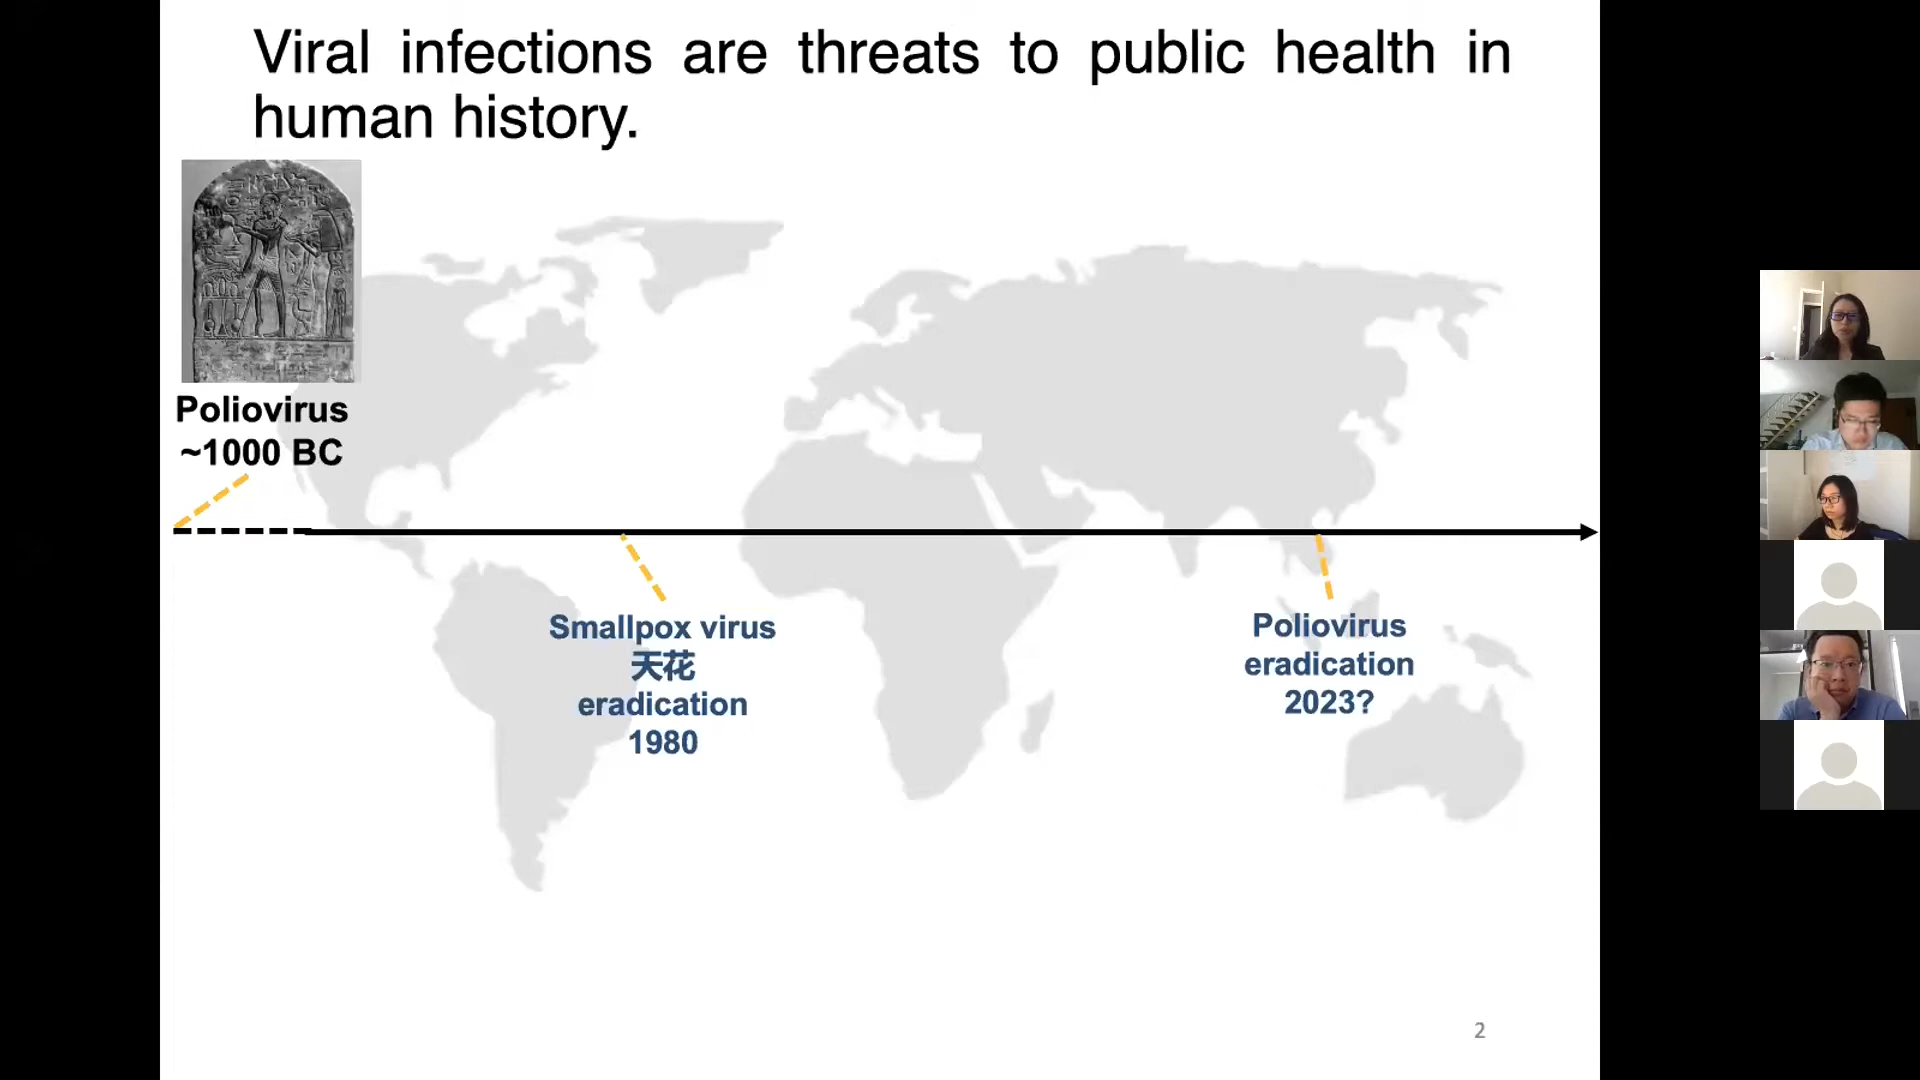 Viral infections are threats to public health in
human history.
Poliovirus
~1000 BC
Smallpox virus
天花
eradication
1980
Poliovirus
eradication
2023?
2